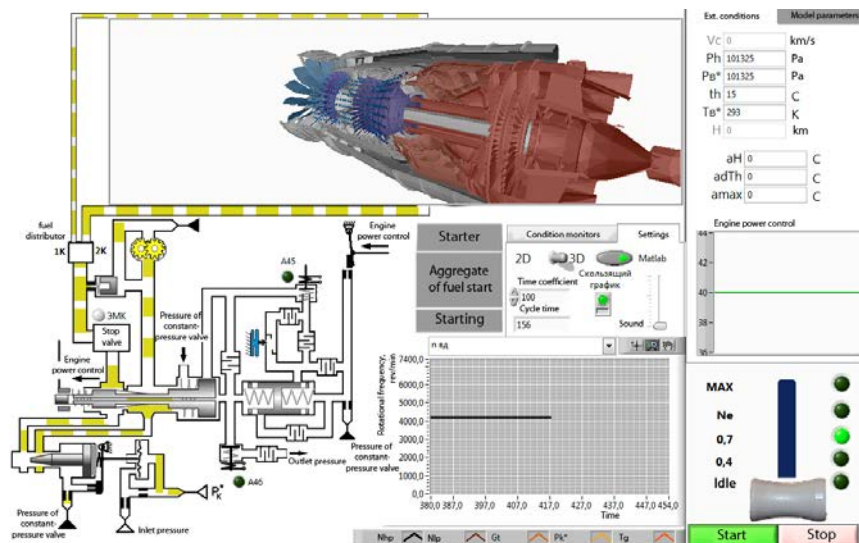 Ext. conditions
Model parameters
Vc 0 km/s
Ph 101325 Pa
Pв* 101325 Pa
th 15 C
Tв* 293 K
H 0 km
aH 0 C
adTh 0 C
amax 0 C
Engine power control
44
42
40
38
36
fuel distributor
1K
2K
Engine power control
A45
ЗМК
Stop valve
Pressure of constant-pressure valve
Engine power control
Starter
Aggregate of fuel start
Starting
Condition monitors
Settings
2D
3D
Matlab
Time coefficient
100
Cycle time
156
Скользящий график
Sound
n вд
Rotational frequency, rev/min
7400,0
6000,0
5000,0
4000,0
3000,0
2000,0
1000,0
0,0
380,0 387,0 397,0 407,0 417,0 427,0 437,0 447,0 454,0
Time
Pressure of constant-pressure valve
Outlet pressure
A46
P*K
Pressure of constant-pressure valve
Inlet pressure
MAX
Ne
0,7
0,4
Idle
Start
Stop
Nhp
Nlp
Gt
Pk*
Tg